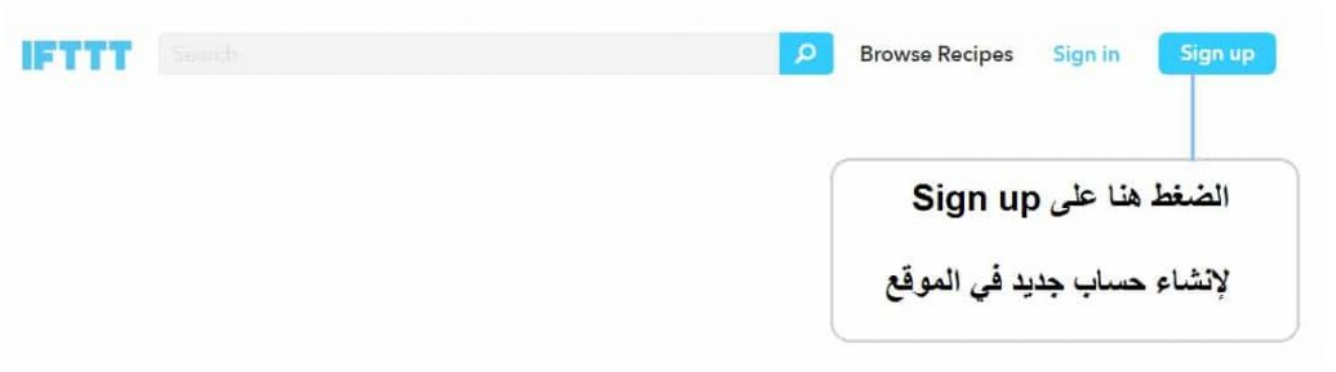 IFTTT Search Browse Recipes Sign in Sign up
الضغط هنا على Sign up
لإنشاء حساب جديد في الموقع